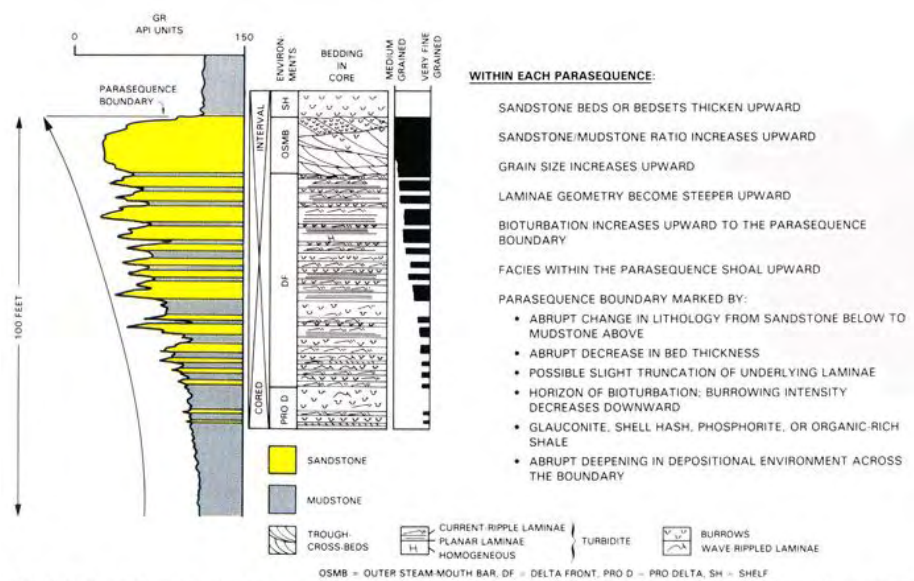 GR
API UNITS
0
150
PARASEQUENCE
BOUNDARY
100 FEET
ENVIRON-
MENTS
BEDDING
IN
CORE
MEDIUM
GRAINED
VERY FINE
GRAINED
INTERVAL
CORED
SH
OSMB
DF
PRO D
SANDSTONE
MUDSTONE
TROUGH-
CROSS-BEDS
CURRENT-RIPPLE LAMINAE
PLANAR LAMINAE
H
HOMOGENEOUS
TURBIDITE
BURROWS
WAVE RIPPLED LAMINAE
OSMB = OUTER STEAM-MOUTH BAR, DF = DELTA FRONT, PRO D = PRO DELTA, SH = SHELF
WITHIN EACH PARASEQUENCE:
SANDSTONE BEDS OR BEDSETS THICKEN UPWARD
SANDSTONE/MUDSTONE RATIO INCREASES UPWARD
GRAIN SIZE INCREASES UPWARD
LAMINAE GEOMETRY BECOME STEEPER UPWARD
BIOTURBATION INCREASES UPWARD TO THE PARASEQUENCE
BOUNDARY
FACIES WITHIN THE PARASEQUENCE SHOAL UPWARD
PARASEQUENCE BOUNDARY MARKED BY:
• ABRUPT CHANGE IN LITHOLOGY FROM SANDSTONE BELOW TO
MUDSTONE ABOVE
• ABRUPT DECREASE IN BED THICKNESS
• POSSIBLE SLIGHT TRUNCATION OF UNDERLYING LAMINAE
• HORIZON OF BIOTURBATION; BURROWING INTENSITY
DECREASES DOWNWARD
• GLAUCONITE, SHELL HASH, PHOSPHORITE, OR ORGANIC-RICH
SHALE
• ABRUPT DEEPENING IN DEPOSITIONAL ENVIRONMENT ACROSS
THE BOUNDARY